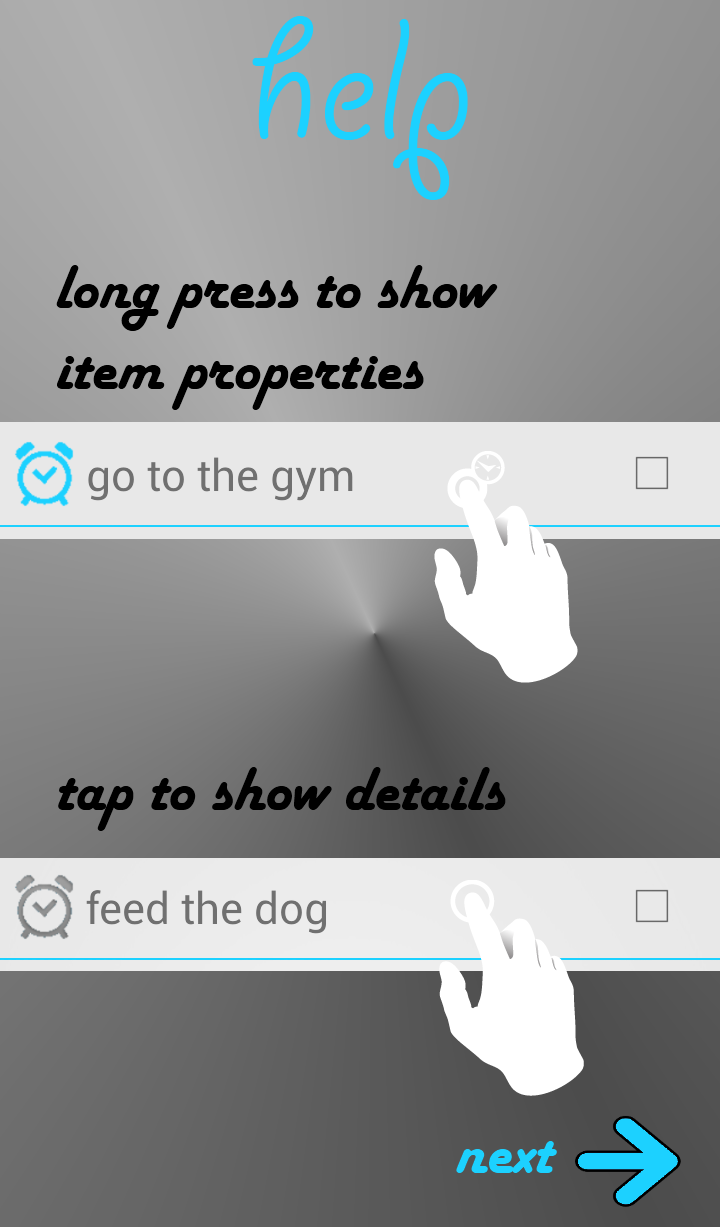 help
long press to show
item properties
go to the gym
tap to show details
feed the dog
next